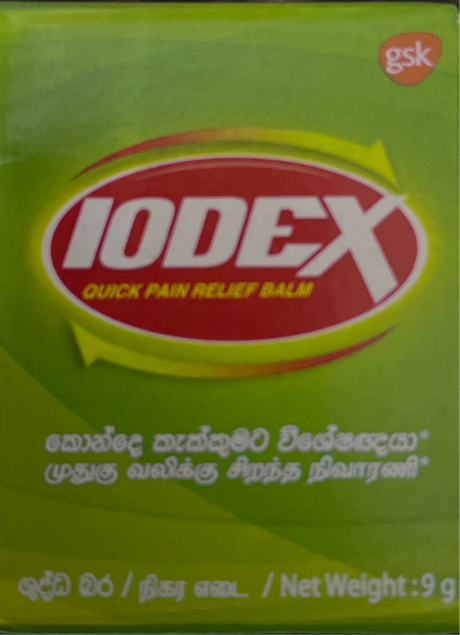 gsk
IODEX
QUICK PAIN RELIEF BALM
කොන්දෙ කැක්කුමට විශේෂඥයා*
முதுகு வலிக்கு சிறந்த நிவாரணி*
ශුද්ධ බර / நிகர எடை / Net Weight : 9 g